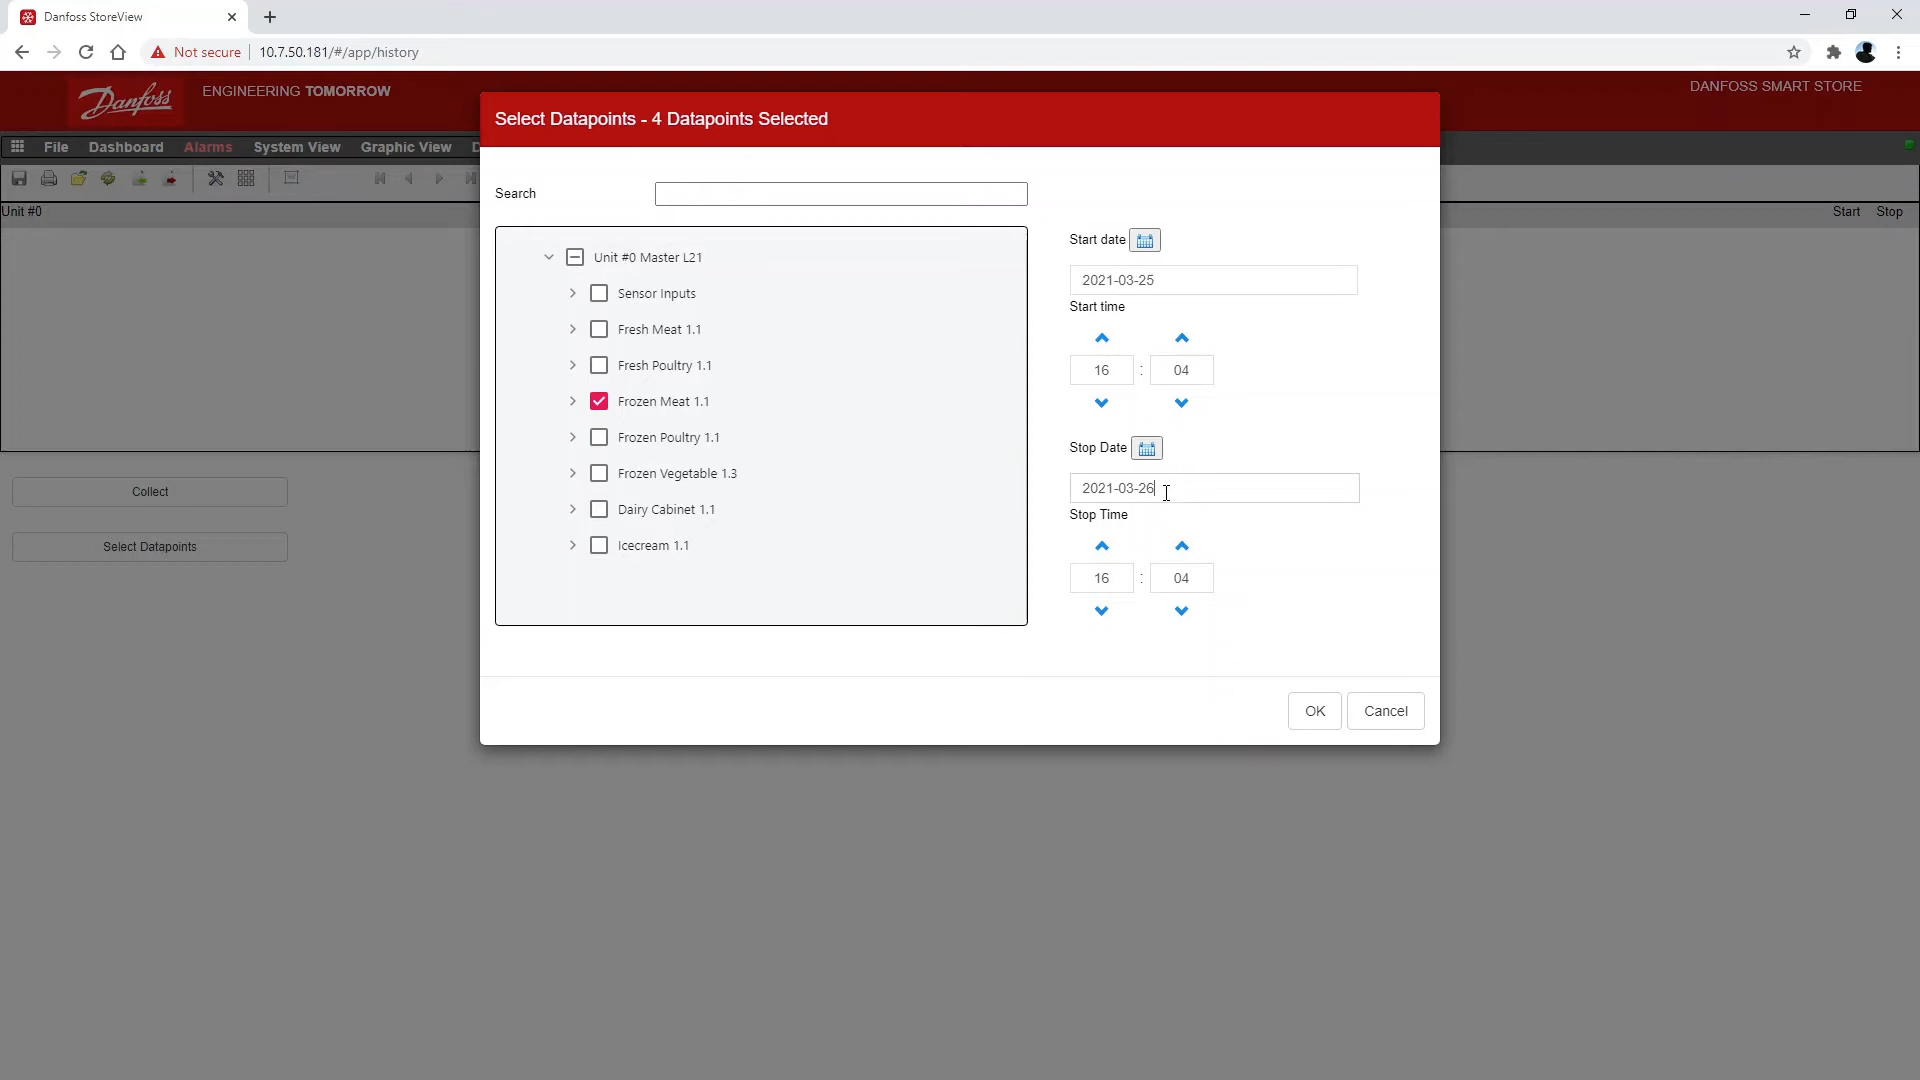 Danfoss StoreView
Not secure
10.7.50.181/#/app/history
Danfoss
ENGINEERING TOMORROW
DANFOSS SMART STORE
File Dashboard Alarms System View Graphic View D
Unit #0
Start Stop
Collect
Select Datapoints
Select Datapoints - 4 Datapoints Selected
Search
Unit #0 Master L21
Sensor Inputs
Fresh Meat 1.1
Fresh Poultry 1.1
Frozen Meat 1.1
Frozen Poultry 1.1
Frozen Vegetable 1.3
Dairy Cabinet 1.1
Icecream 1.1
Start date
2021-03-25
Start time
16 : 04
Stop Date
2021-03-26
Stop Time
16 : 04
OK Cancel